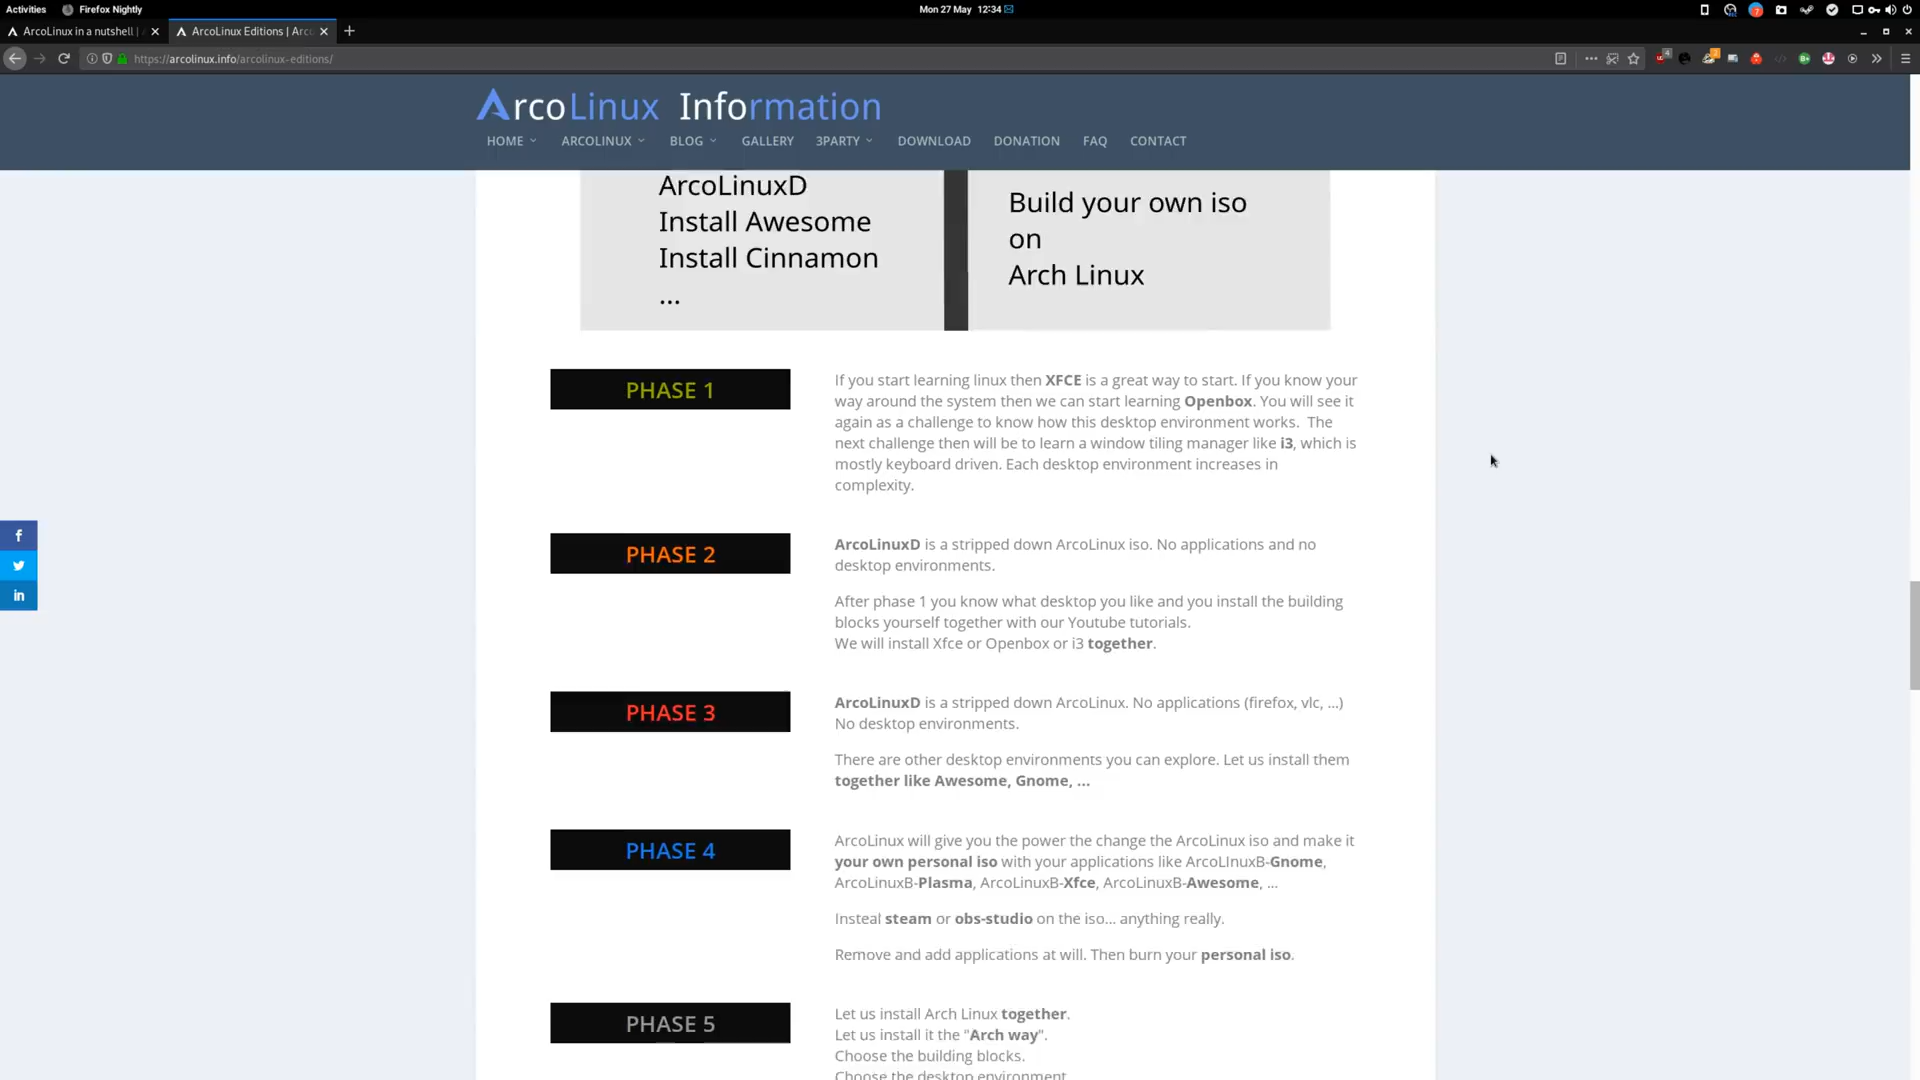 Activities Firefox Nightly Mon 27 May 12:34
ArcoLinux in a nutshell | ArcoLinux Editions | Arco
https://arcolinux.info/arcolinux-editions/
ArcoLinux Information
HOME ARCOLINUX BLOG GALLERY 3PARTY DOWNLOAD DONATION FAQ CONTACT
ArcoLinuxD
Install Awesome
Install Cinnamon
...
Build your own iso
on
Arch Linux
PHASE 1
If you start learning linux then XFCE is a great way to start. If you know your
way around the system then we can start learning Openbox. You will see it
again as a challenge to know how this desktop environment works. The
next challenge then will be to learn a window tiling manager like i3, which is
mostly keyboard driven. Each desktop environment increases in
complexity.
PHASE 2
ArcoLinuxD is a stripped down ArcoLinux iso. No applications and no
desktop environments.
After phase 1 you know what desktop you like and you install the building
blocks yourself together with our Youtube tutorials.
We will install Xfce or Openbox or i3 together.
PHASE 3
ArcoLinuxD is a stripped down ArcoLinux. No applications (firefox, vlc, ...)
No desktop environments.
There are other desktop environments you can explore. Let us install them
together like Awesome, Gnome, ...
PHASE 4
ArcoLinux will give you the power the change the ArcoLinux iso and make it
your own personal iso with your applications like ArcoLInuxB-Gnome,
ArcoLinuxB-Plasma, ArcoLinuxB-Xfce, ArcoLinuxB-Awesome, ...
Insteal steam or obs-studio on the iso... anything really.
Remove and add applications at will. Then burn your personal iso.
PHASE 5
Let us install Arch Linux together.
Let us install it the "Arch way".
Choose the building blocks.
Choose the desktop environment